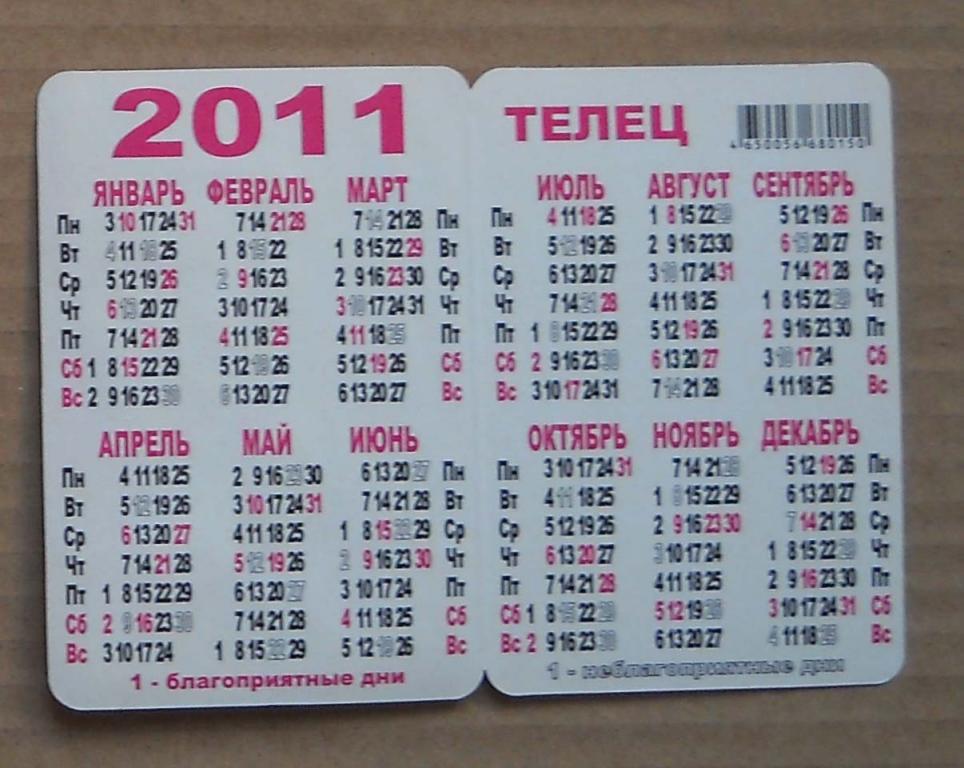 2011
ЯНВАРЬ ФЕВРАЛЬ МАРТ
Пн 3 10 17 24 31 7 14 21 28 7 14 21 28 Пн
Вт 4 11 18 25 1 8 15 22 1 8 15 22 29 Вт
Ср 5 12 19 26 2 9 16 23 2 9 16 23 30 Ср
Чт 6 13 20 27 3 10 17 24 3 10 17 24 31 Чт
Пт 7 14 21 28 4 11 18 25 4 11 18 25 Пт
Сб 1 8 15 22 29 5 12 19 26 5 12 19 26 Сб
Вс 2 9 16 23 30 6 13 20 27 6 13 20 27 Вс
АПРЕЛЬ МАЙ ИЮНЬ
Пн 4 11 18 25 2 9 16 23 30 6 13 20 27 Пн
Вт 5 12 19 26 3 10 17 24 31 7 14 21 28 Вт
Ср 6 13 20 27 4 11 18 25 1 8 15 22 29 Ср
Чт 7 14 21 28 5 12 19 26 2 9 16 23 30 Чт
Пт 1 8 15 22 29 6 13 20 27 3 10 17 24 Пт
Сб 2 9 16 23 30 7 14 21 28 4 11 18 25 Сб
Вс 3 10 17 24 1 8 15 22 29 5 12 19 26 Вс
1 - благоприятные дни
ТЕЛЕЦ
4650056680150
ИЮЛЬ АВГУСТ СЕНТЯБРЬ
Пн 4 11 18 25 1 8 15 22 29 5 12 19 26 Пн
Вт 5 12 19 26 2 9 16 23 30 6 13 20 27 Вт
Ср 6 13 20 27 3 10 17 24 31 7 14 21 28 Ср
Чт 7 14 21 28 4 11 18 25 1 8 15 22 29 Чт
Пт 1 8 15 22 29 5 12 19 26 2 9 16 23 30 Пт
Сб 2 9 16 23 30 6 13 20 27 3 10 17 24 Сб
Вс 3 10 17 24 31 7 14 21 28 4 11 18 25 Вс
ОКТЯБРЬ НОЯБРЬ ДЕКАБРЬ
Пн 3 10 17 24 31 7 14 21 28 5 12 19 26 Пн
Вт 4 11 18 25 1 8 15 22 29 6 13 20 27 Вт
Ср 5 12 19 26 2 9 16 23 30 7 14 21 28 Ср
Чт 6 13 20 27 3 10 17 24 1 8 15 22 29 Чт
Пт 7 14 21 28 4 11 18 25 2 9 16 23 30 Пт
Сб 1 8 15 22 29 5 12 19 26 3 10 17 24 31 Сб
Вс 2 9 16 23 30 6 13 20 27 4 11 18 25 Вс
1 - неблагоприятные дни